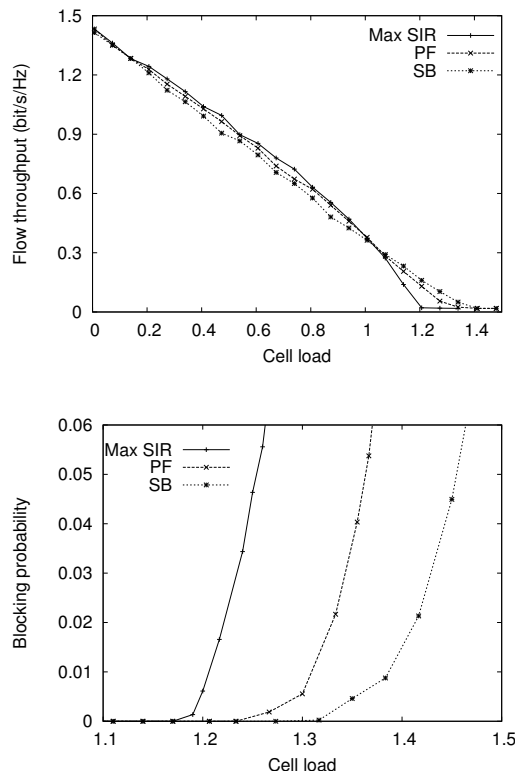 1.5
Max SIR
PF
SB
1.2
0.9
0.6
0.3
0
Flow throughput (bit/s/Hz)
0 0.2 0.4 0.6 0.8 1 1.2 1.4
Cell load
0.06
Max SIR
PF
SB
0.05
0.04
0.03
0.02
0.01
0
Blocking probability
1.1 1.2 1.3 1.4 1.5
Cell load